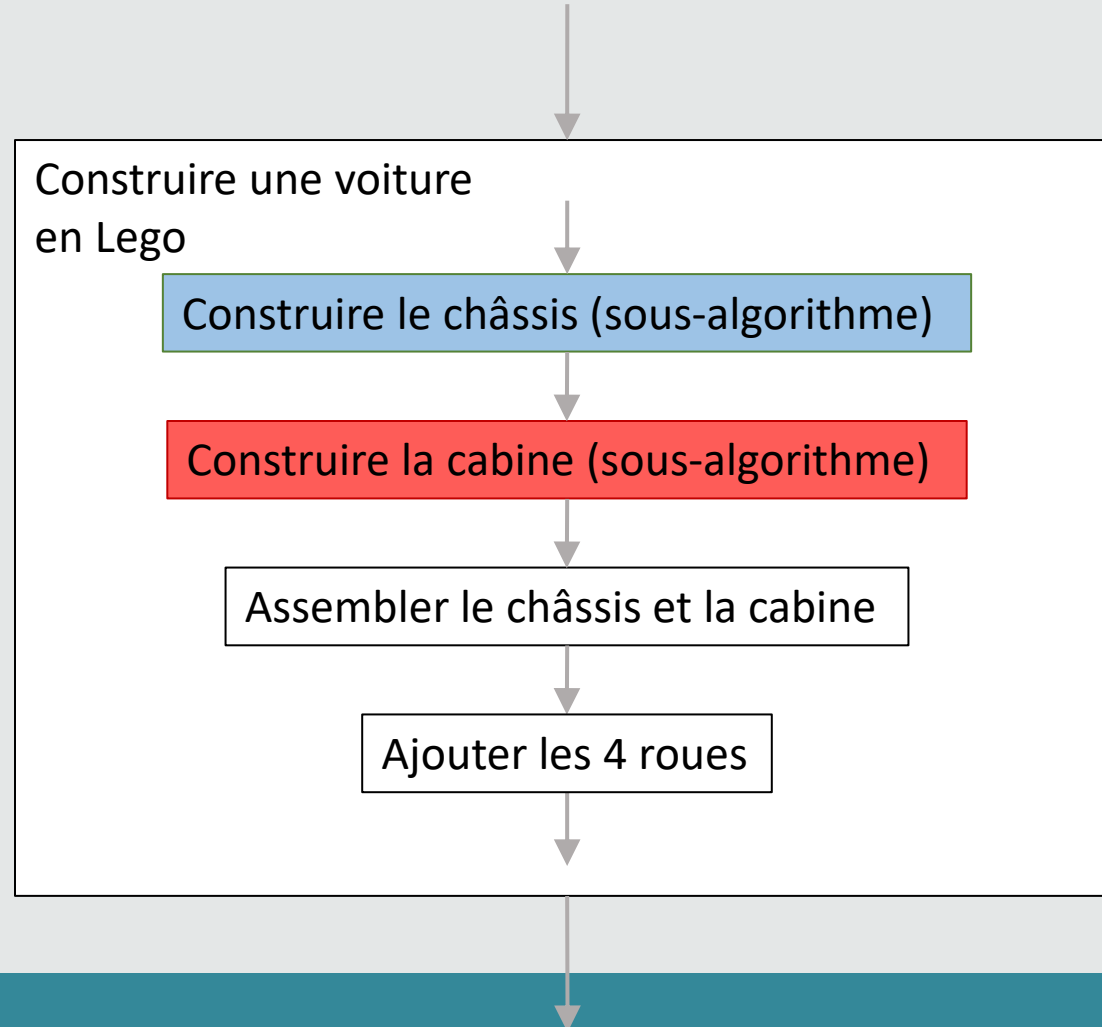 Construire une voiture
en Lego
Construire le châssis (sous-algorithme)
Construire la cabine (sous-algorithme)
Assembler le châssis et la cabine
Ajouter les 4 roues